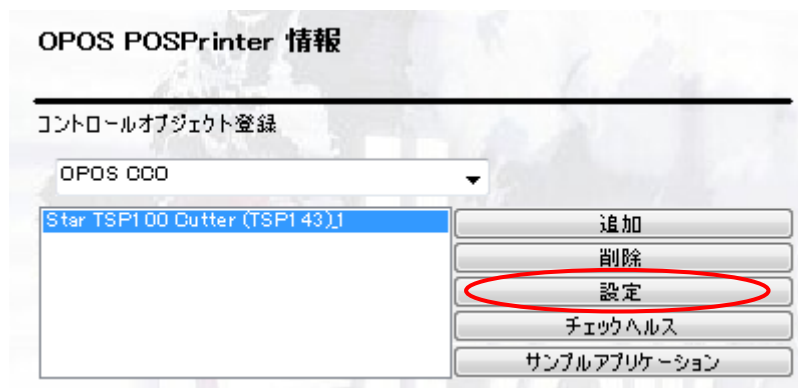 OPOS POSPrinter 情報
コントロールオブジェクト登録
OPOS CCO
Star TSP100 Cutter (TSP143)_1
追加
削除
設定
チェックヘルス
サンプルアプリケーション